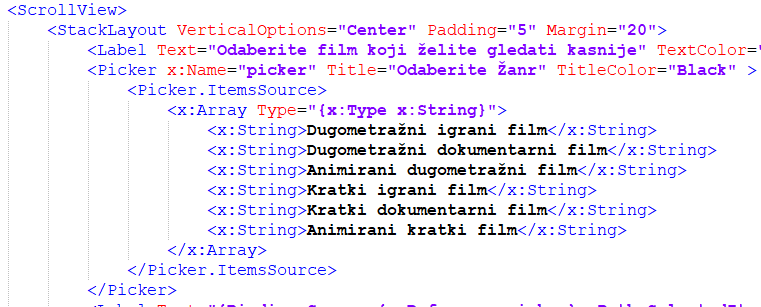 <ScrollView>
<StackLayout VerticalOptions="Center" Padding="5" Margin="20">
<Label Text="Odaberite film koji želite gledati kasnije" TextColor="
<Picker x:Name="picker" Title="Odaberite Žanr" TitleColor="Black" >
<Picker.ItemsSource>
<x:Array Type="{x:Type x:String}">
<x:String>Dugometražni igrani film</x:String>
<x:String>Dugometražni dokumentarni film</x:String>
<x:String>Animirani dugometražni film</x:String>
<x:String>Kratki igrani film</x:String>
<x:String>Kratki dokumentarni film</x:String>
<x:String>Animirani kratki film</x:String>
</x:Array>
</Picker.ItemsSource>
</Picker>